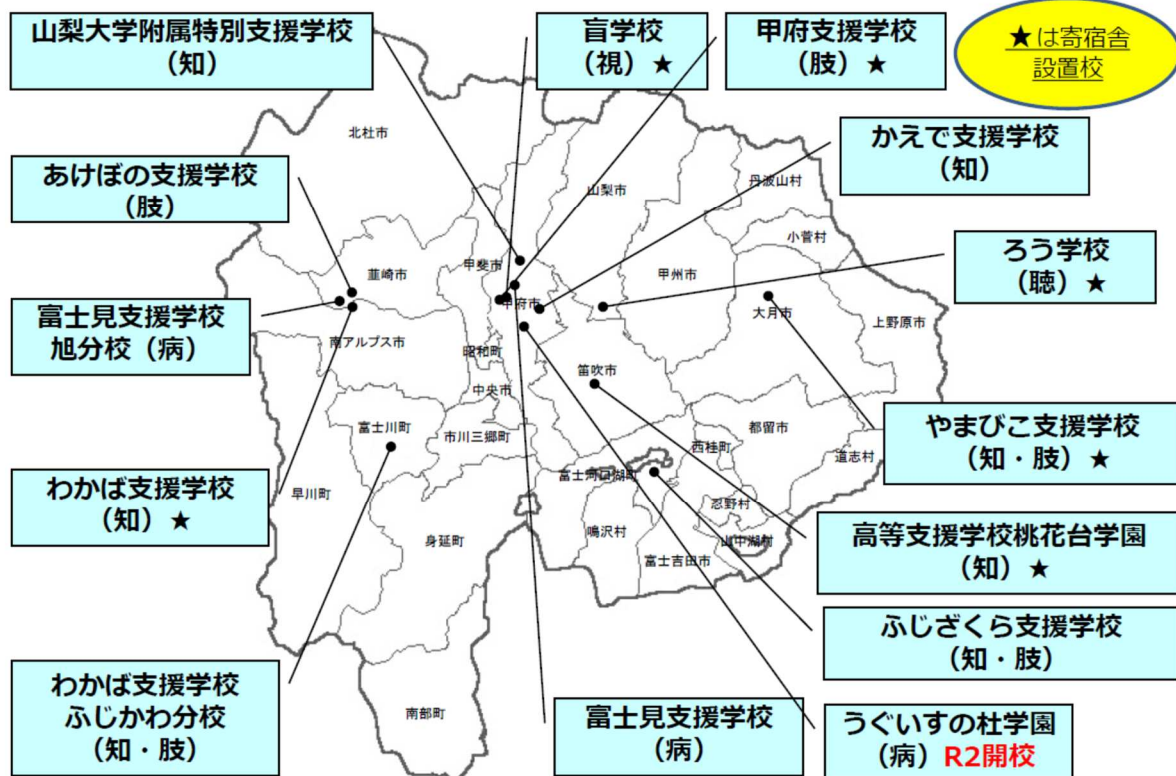 山梨大学附属特別支援学校
(知)
盲学校
(視)★
甲府支援学校
(肢)★
★は寄宿舎
設置校
北杜市
かえで支援学校
(知)
あけぼの支援学校
(肢)
山梨市
丹波山村
小菅村
韮崎市
甲斐市
甲州市
ろう学校
(聴)★
富士見支援学校
旭分校(病)
甲府市
大月市
上野原市
南アルプス市
昭和町
笛吹市
中央市
富士川町
市川三郷町
都留市
西桂町
道志村
やまびこ支援学校
(知・肢)★
わかば支援学校
(知)★
早川町
富士河口湖町
忍野村
身延町
鳴沢村
山中湖村
富士吉田市
高等支援学校桃花台学園
(知)★
ふじざくら支援学校
(知・肢)
わかば支援学校
ふじかわ分校
(知・肢)
南部町
富士見支援学校
(病)
うぐいすの杜学園
(病)R2開校